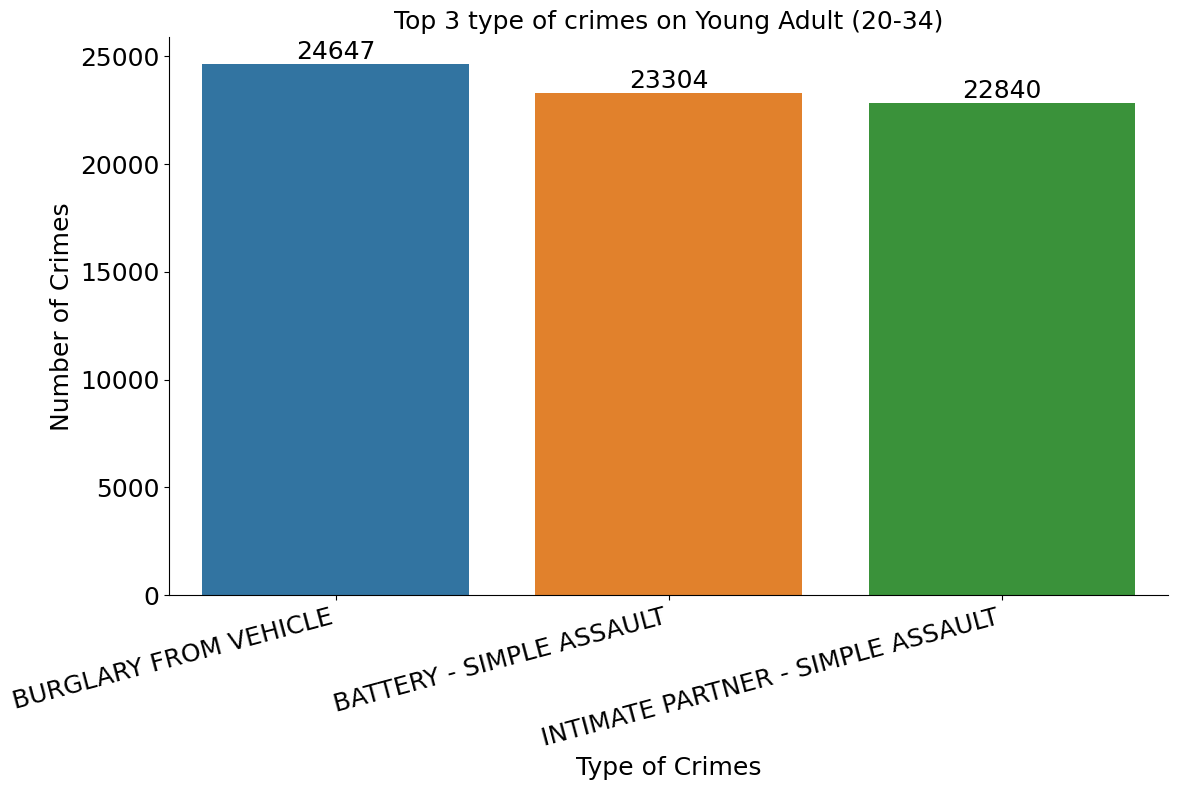 Top 3 type of crimes on Young Adult (20-34)
24647
23304
22840
25000
20000
15000
10000
5000
0
Number of Crimes
BURGLARY FROM VEHICLE
BATTERY - SIMPLE ASSAULT
INTIMATE PARTNER - SIMPLE ASSAULT
Type of Crimes